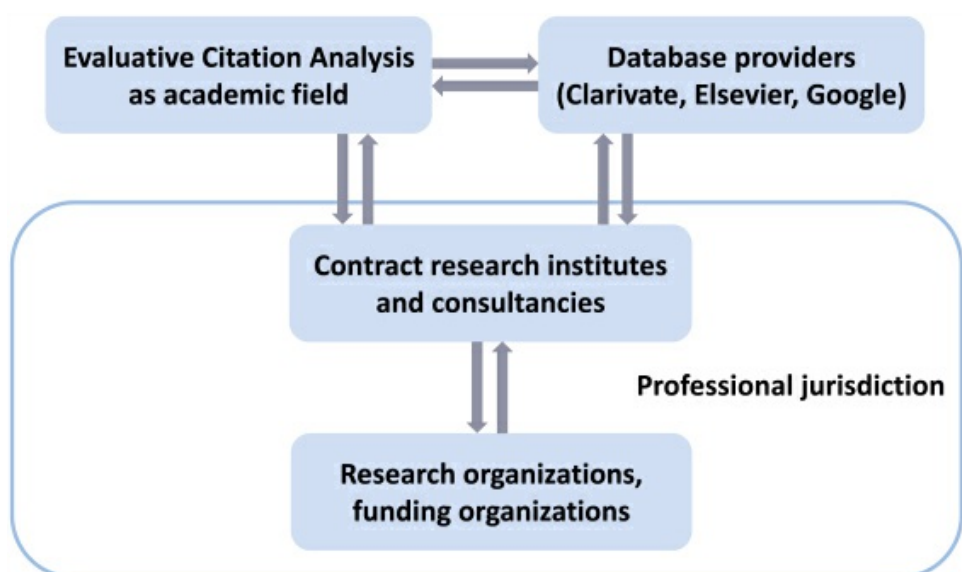 Evaluative Citation Analysis
as academic field
Database providers
(Clarivate, Elsevier, Google)
Contract research institutes
and consultancies
Professional jurisdiction
Research organizations,
funding organizations